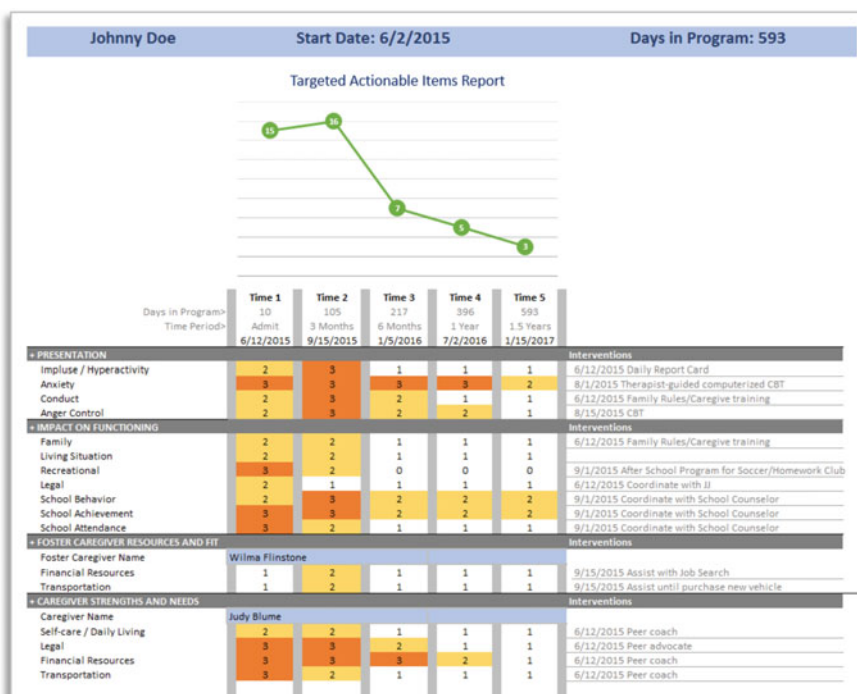 Johnny Doe Start Date: 6/2/2015 Days in Program: 593
Targeted Actionable Items Report
15 16 7 5 3
Time 1 Time 2 Time 3 Time 4 Time 5
Days in Program> 10 105 217 396 593
Time Period> Admit 3 Months 6 Months 1 Year 1.5 Years
6/12/2015 9/15/2015 1/5/2016 7/2/2016 1/15/2017
+ PRESENTATION Interventions
Impluse / Hyperactivity 2 3 1 1 1 6/12/2015 Daily Report Card
Anxiety 3 3 3 3 2 8/1/2015 Therapist-guided computerized CBT
Conduct 2 3 2 1 1 6/12/2015 Family Rules/Caregive training
Anger Control 2 3 2 2 1 8/15/2015 CBT
+ IMPACT ON FUNCTIONING Interventions
Family 2 2 1 1 1 6/12/2015 Family Rules/Caregive training
Living Situation 2 2 1 1 1
Recreational 3 2 0 0 0 9/1/2015 After School Program for Soccer/Homework Club
Legal 2 1 1 1 1 6/12/2015 Coordinate with JJ
School Behavior 2 3 2 2 2 9/1/2015 Coordinate with School Counselor
School Achievement 3 3 2 2 2 9/1/2015 Coordinate with School Counselor
School Attendance 3 2 1 1 1 9/1/2015 Coordinate with School Counselor
+ FOSTER CAREGIVER RESOURCES AND FIT Interventions
Foster Caregiver Name Wilma Flinstone
Financial Resources 1 2 1 1 1 9/15/2015 Assist with Job Search
Transportation 1 2 1 1 1 9/15/2015 Assist until purchase new vehicle
+ CAREGIVER STRENGTHS AND NEEDS Interventions
Caregiver Name Judy Blume
Self-care / Daily Living 2 2 1 1 1 6/12/2015 Peer coach
Legal 3 3 2 1 1 6/12/2015 Peer advocate
Financial Resources 3 3 3 2 1 6/12/2015 Peer coach
Transportation 3 2 1 1 1 6/12/2015 Peer coach